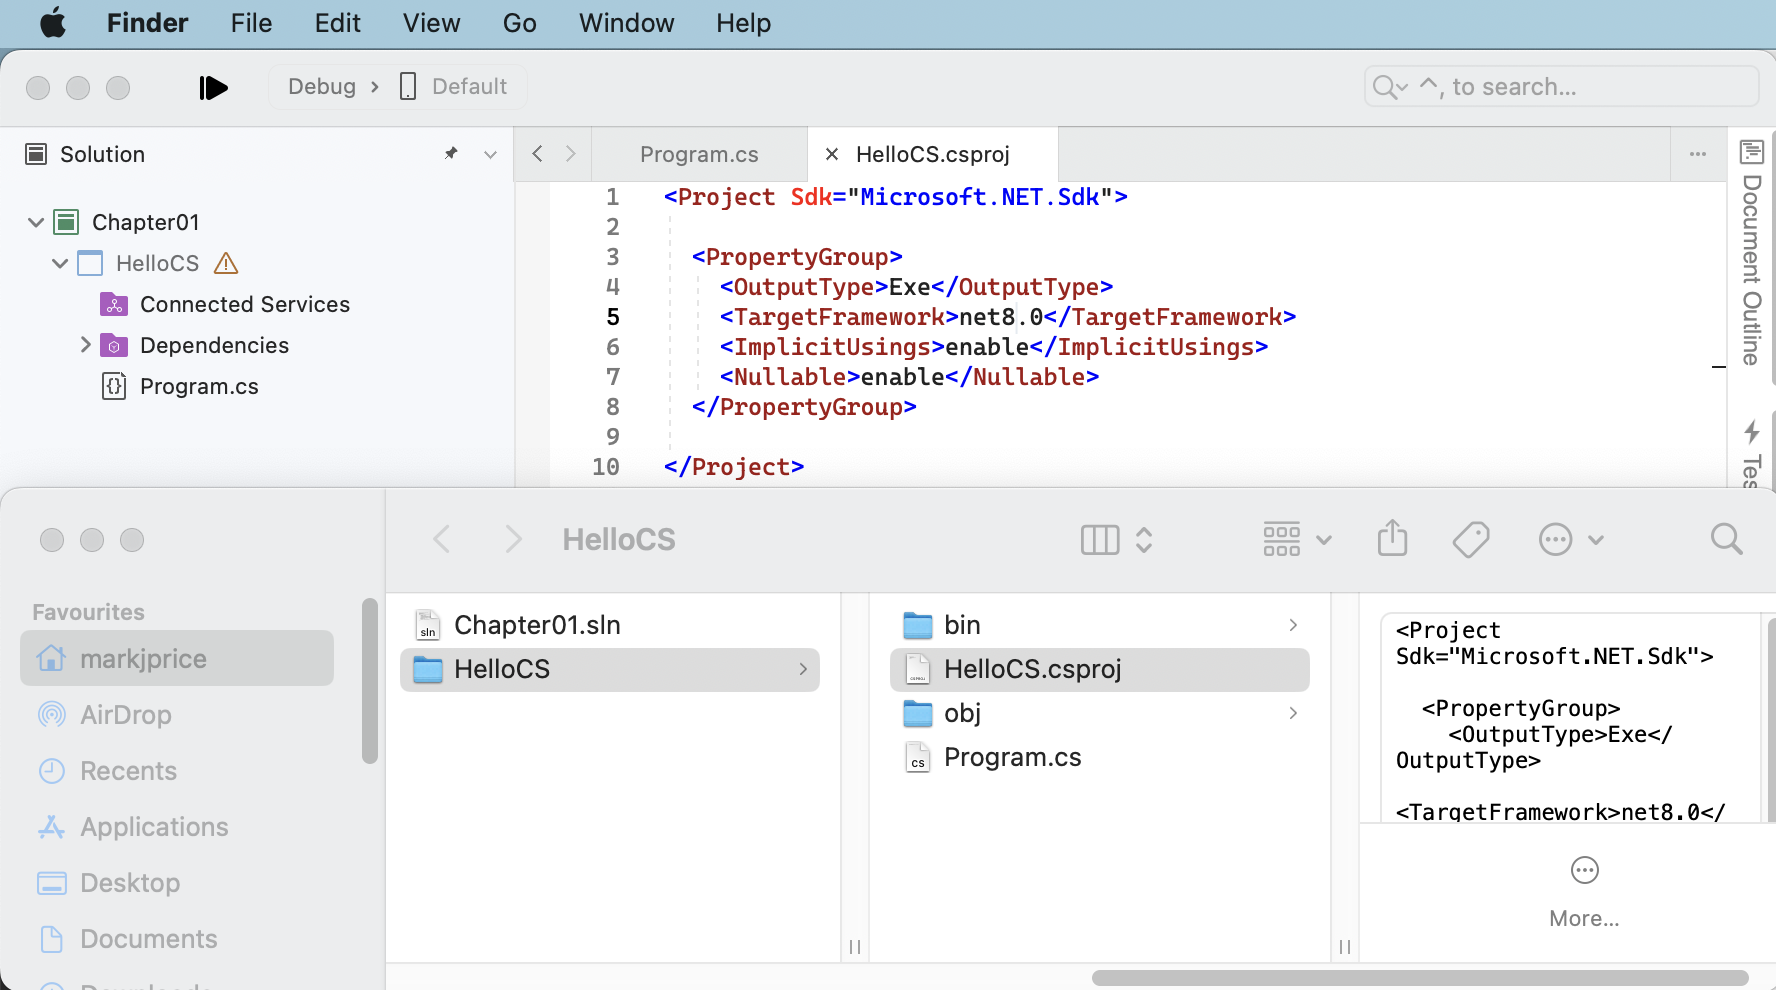 Finder File Edit View Go Window Help
Debug › Default
^, to search...
Solution
Program.cs
HelloCS.csproj
Chapter01
HelloCS
Connected Services
Dependencies
Program.cs
1 <Project Sdk="Microsoft.NET.Sdk">
2
3 <PropertyGroup>
4 <OutputType>Exe</OutputType>
5 <TargetFramework>net8.0</TargetFramework>
6 <ImplicitUsings>enable</ImplicitUsings>
7 <Nullable>enable</Nullable>
8 </PropertyGroup>
9
10 </Project>
Document Outline
Tes
HelloCS
Favourites
markjprice
AirDrop
Recents
Applications
Desktop
Documents
Downloads
sln Chapter01.sln
HelloCS
bin
HelloCS.csproj
obj
cs Program.cs
<Project
Sdk="Microsoft.NET.Sdk">
<PropertyGroup>
<OutputType>Exe</
OutputType>
<TargetFramework>net8.0</
More...